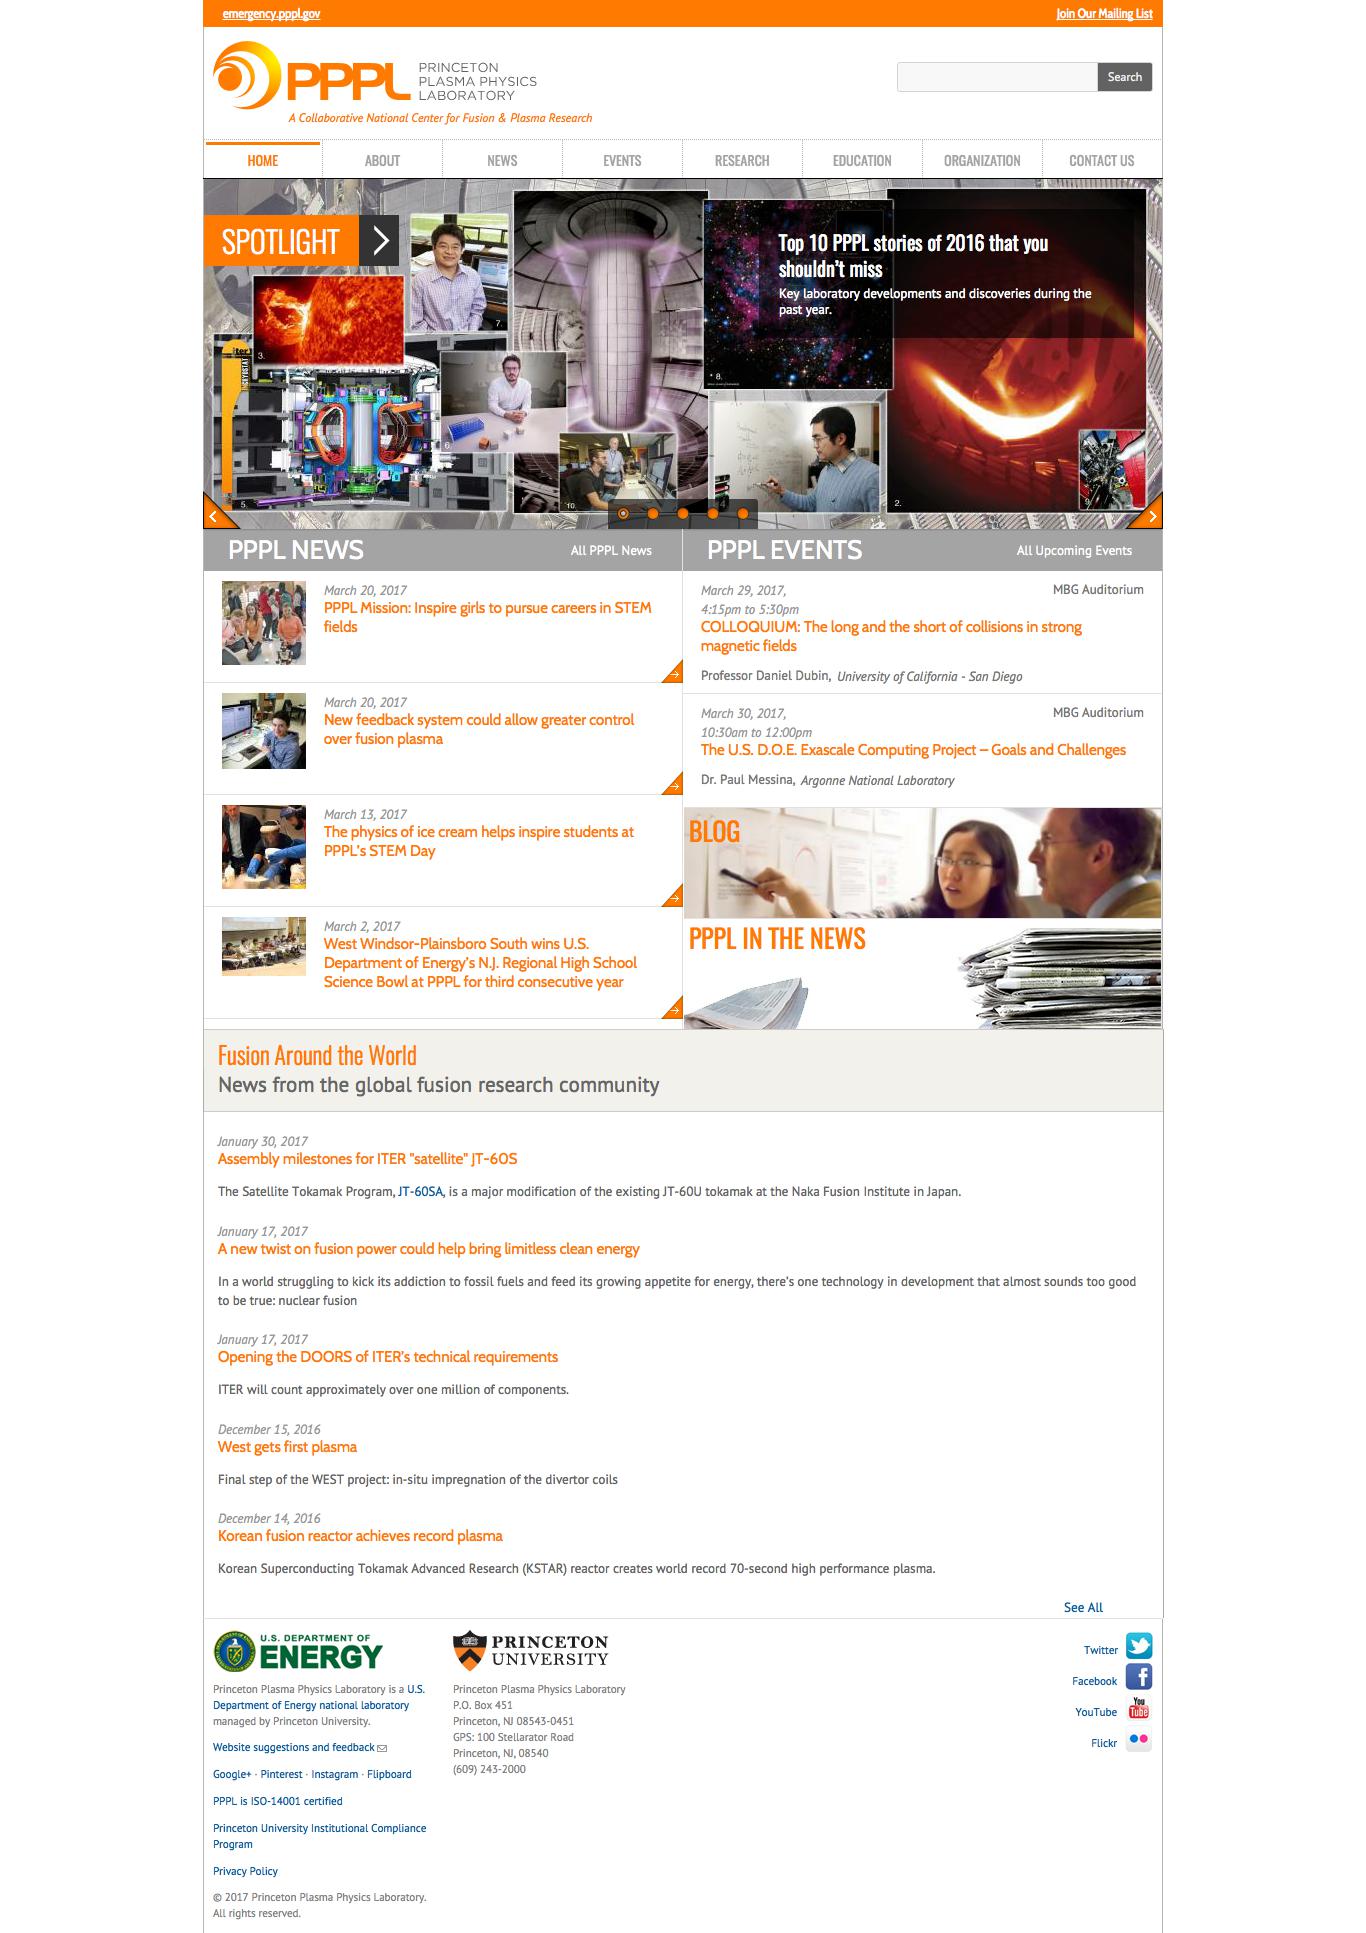 emergency.pppl.gov
Join Our Mailing List
PPPL
PRINCETON
PLASMA PHYSICS
LABORATORY
A Collaborative National Center for Fusion & Plasma Research
Search
HOME
ABOUT
NEWS
EVENTS
RESEARCH
EDUCATION
ORGANIZATION
CONTACT US
SPOTLIGHT
Top 10 PPPL stories of 2016 that you
shouldn't miss
Key laboratory developments and discoveries during the
past year.
7.
3.
8.
6.
iter
5.
10.
2.
9.
PPPL NEWS
All PPPL News
March 20, 2017
PPPL Mission: Inspire girls to pursue careers in STEM
fields
March 20, 2017
New feedback system could allow greater control
over fusion plasma
March 13, 2017
The physics of ice cream helps inspire students at
PPPL's STEM Day
March 2, 2017
West Windsor-Plainsboro South wins U.S.
Department of Energy's N.J. Regional High School
Science Bowl at PPPL for third consecutive year
PPPL EVENTS
All Upcoming Events
March 29, 2017,
4:15pm to 5:30pm
MBG Auditorium
COLLOQUIUM: The long and the short of collisions in strong
magnetic fields
Professor Daniel Dubin, University of California - San Diego
March 30, 2017,
10:30am to 12:00pm
MBG Auditorium
The U.S. D.O.E. Exascale Computing Project – Goals and Challenges
Dr. Paul Messina, Argonne National Laboratory
BLOG
PPPL IN THE NEWS
Fusion Around the World
News from the global fusion research community
January 30, 2017
Assembly milestones for ITER "satellite" JT-60S
The Satellite Tokamak Program, JT-60SA, is a major modification of the existing JT-60U tokamak at the Naka Fusion Institute in Japan.
January 17, 2017
A new twist on fusion power could help bring limitless clean energy
In a world struggling to kick its addiction to fossil fuels and feed its growing appetite for energy, there's one technology in development that almost sounds too good
to be true: nuclear fusion
January 17, 2017
Opening the DOORS of ITER's technical requirements
ITER will count approximately over one million of components.
December 15, 2016
West gets first plasma
Final step of the WEST project: in-situ impregnation of the divertor coils
December 14, 2016
Korean fusion reactor achieves record plasma
Korean Superconducting Tokamak Advanced Research (KSTAR) reactor creates world record 70-second high performance plasma.
See All
U.S. DEPARTMENT OF
ENERGY
Princeton Plasma Physics Laboratory is a U.S.
Department of Energy national laboratory
managed by Princeton University.
Website suggestions and feedback
Google+ · Pinterest · Instagram · Flipboard
PPPL is ISO-14001 certified
Princeton University Institutional Compliance
Program
Privacy Policy
© 2017 Princeton Plasma Physics Laboratory.
All rights reserved.
PRINCETON
UNIVERSITY
Princeton Plasma Physics Laboratory
P.O. Box 451
Princeton, NJ 08543-0451
GPS: 100 Stellarator Road
Princeton, NJ, 08540
(609) 243-2000
Twitter
Facebook
YouTube
You
Tube
Flickr